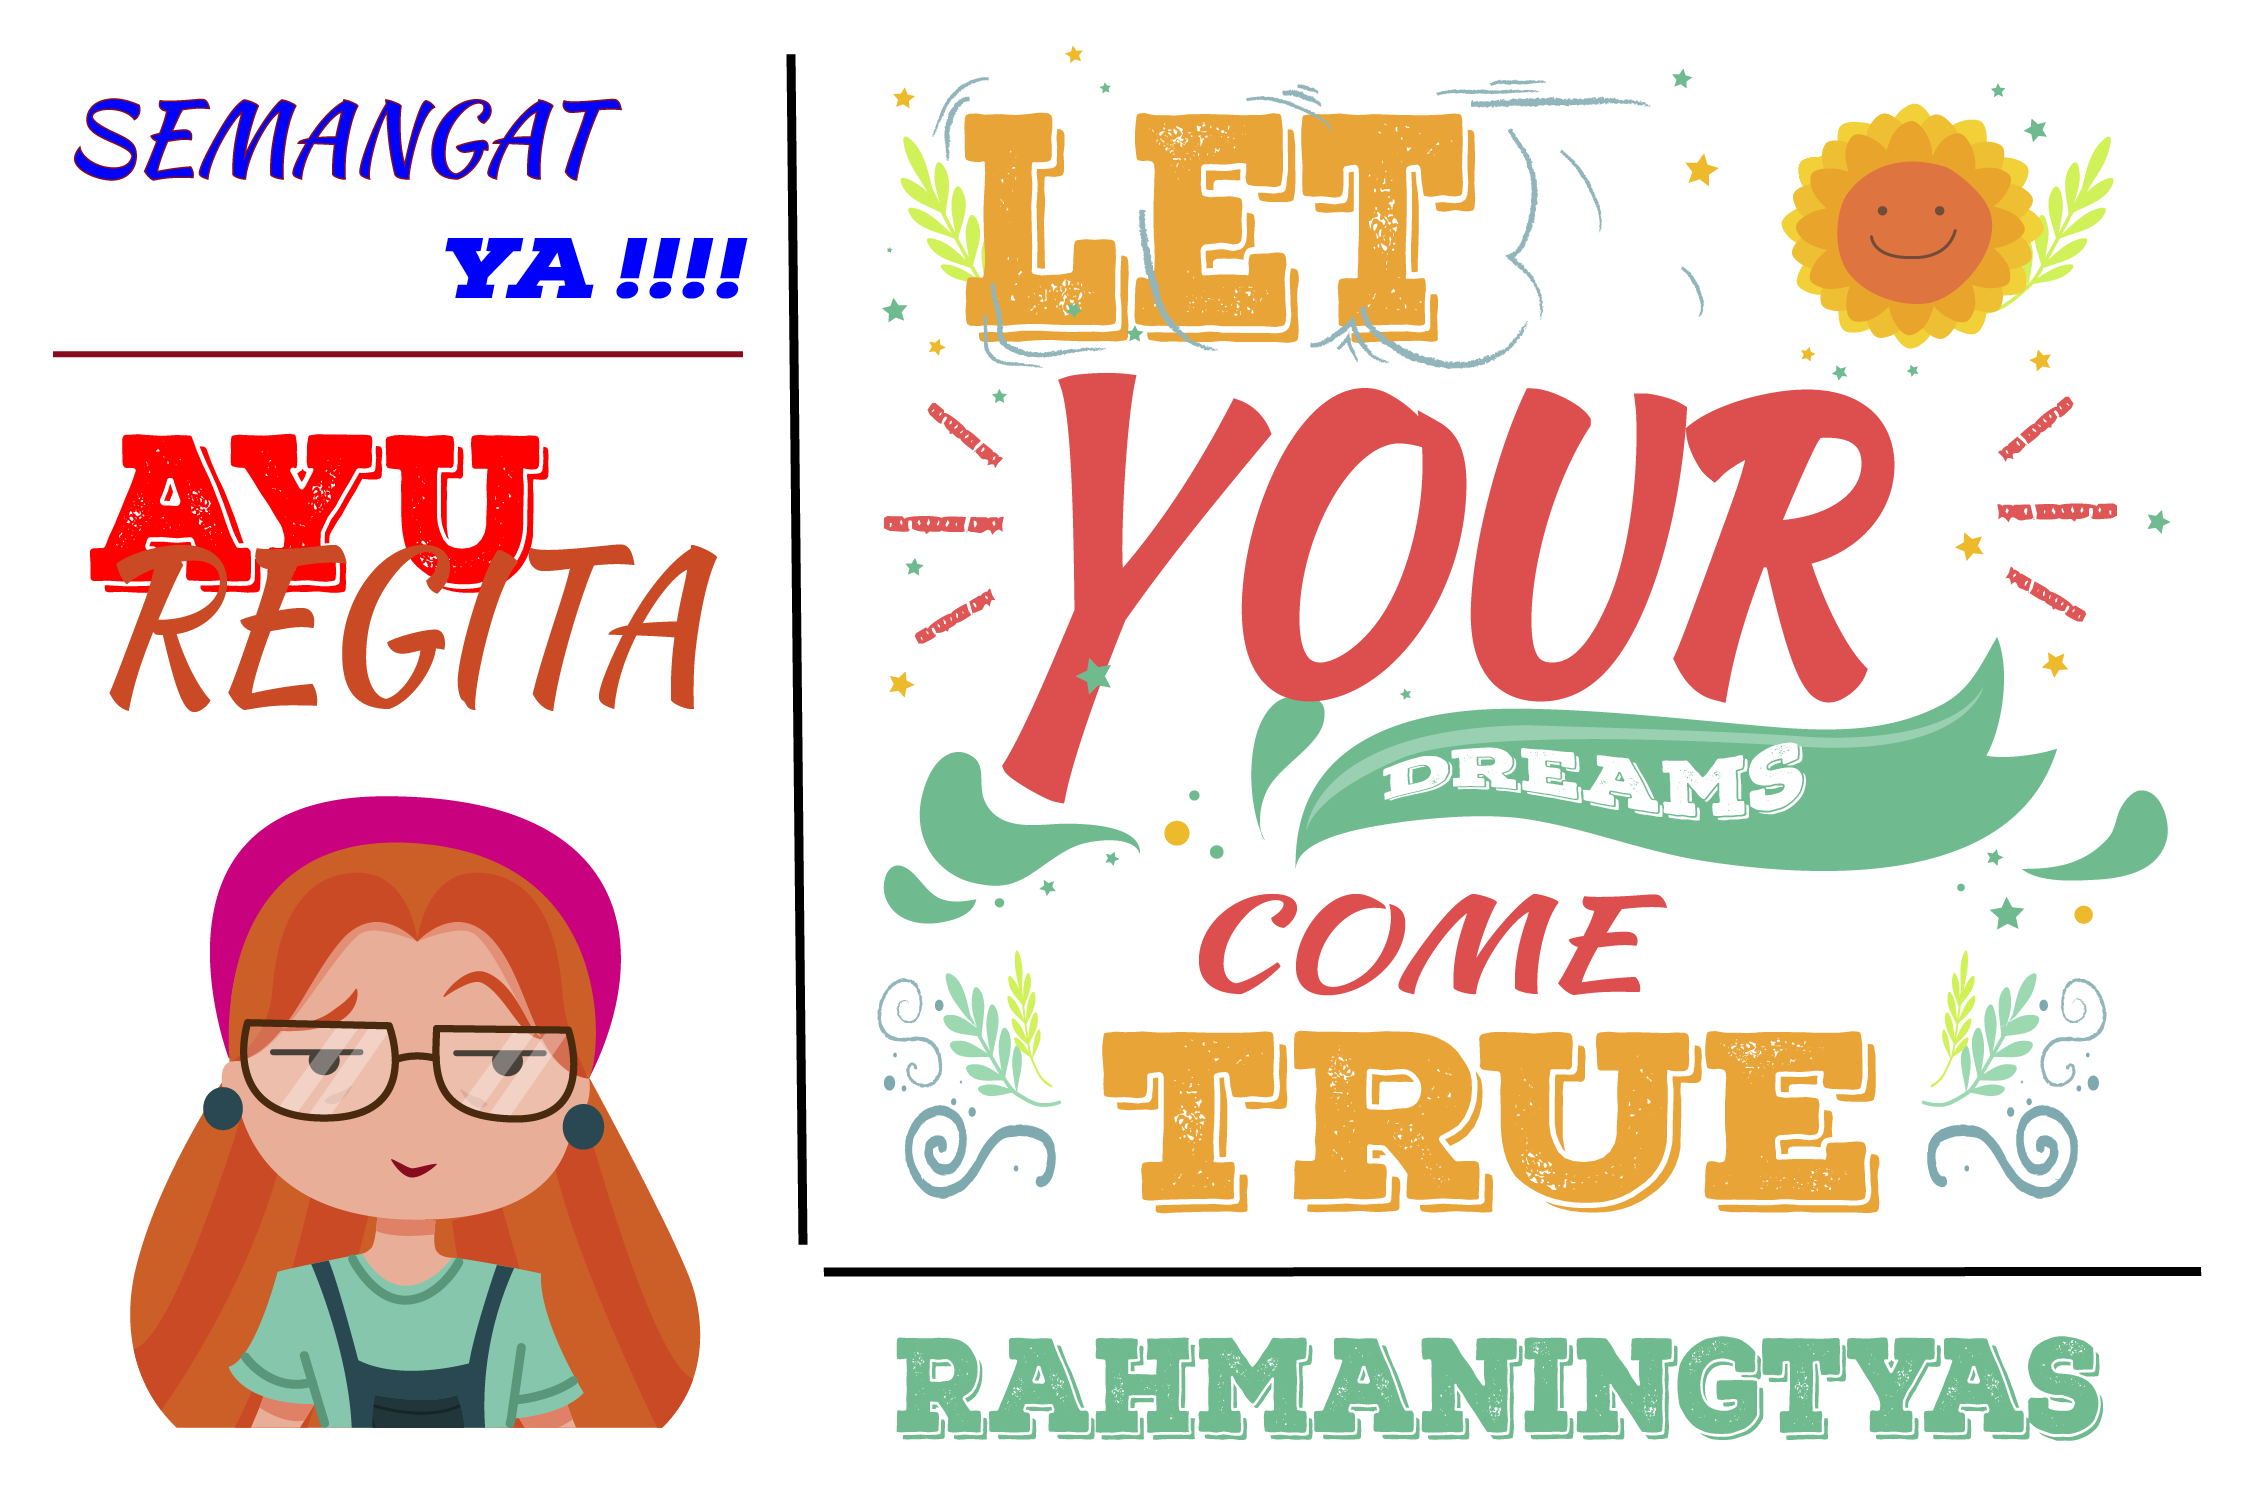 SEMANGAT
YA !!!!
AYU
REGITA
LET
YOUR
DREAMS
COME
TRUE
RAHMANINGTYAS